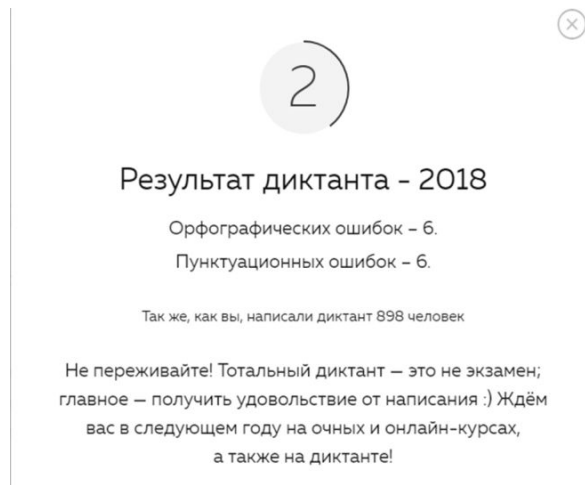 2
Результат диктанта - 2018
Орфографических ошибок – 6.
Пунктуационных ошибок – 6.
Так же, как вы, написали диктант 898 человек
Не переживайте! Тотальный диктант — это не экзамен;
главное — получить удовольствие от написания :) Ждём
вас в следующем году на очных и онлайн-курсах,
а также на диктанте!